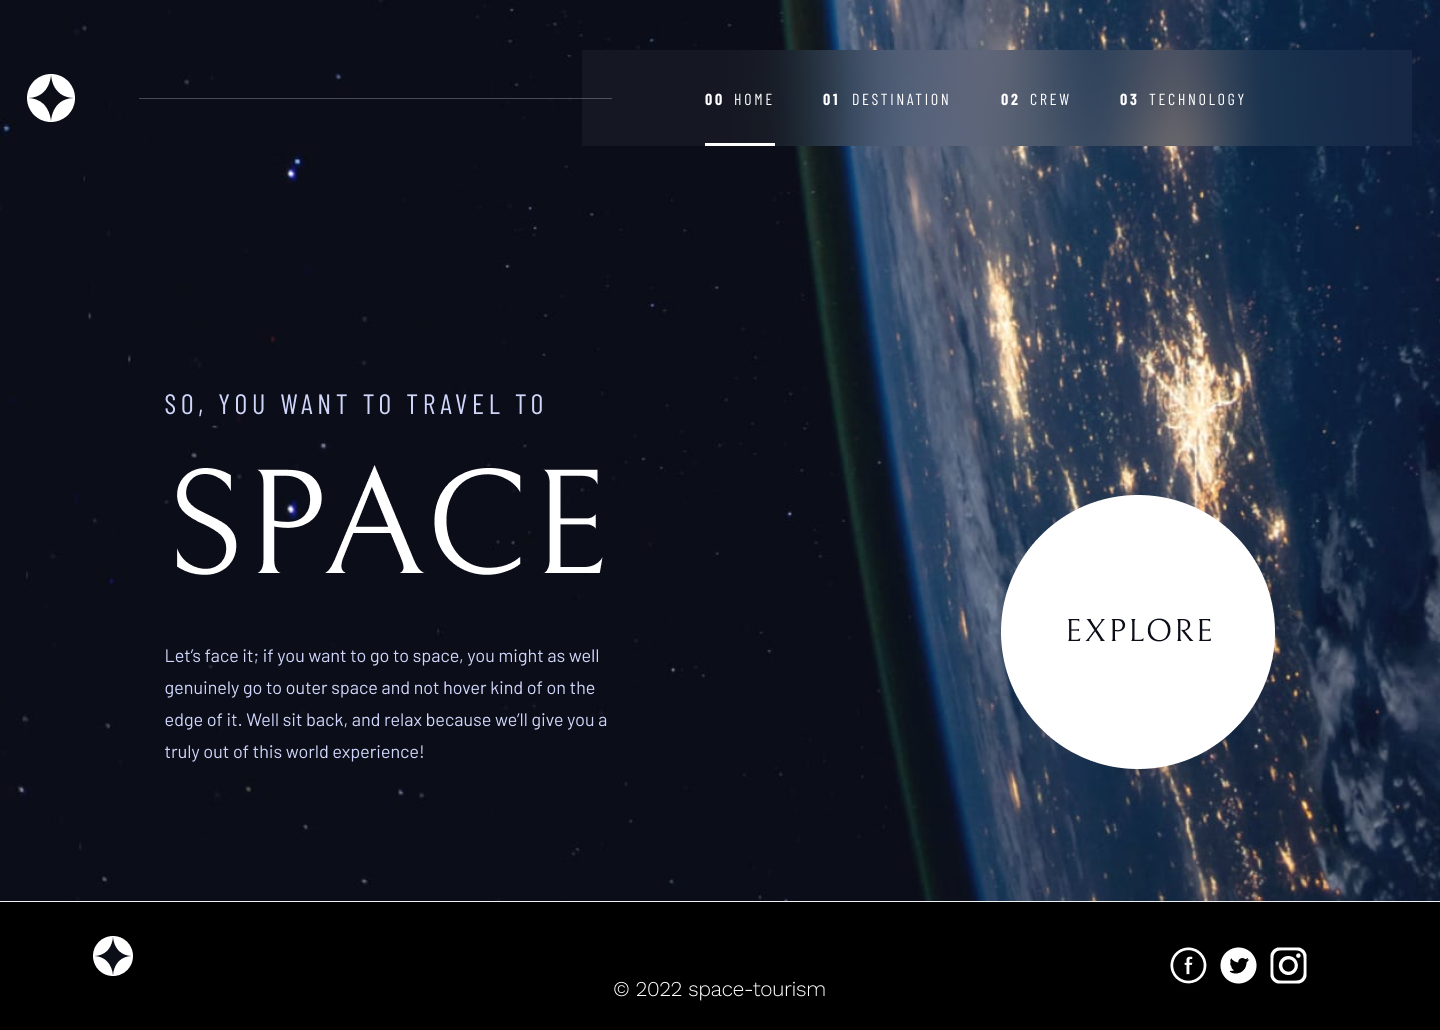 00 HOME 01 DESTINATION 02 CREW 03 TECHNOLOGY
SO, YOU WANT TO TRAVEL TO
SPACE
Let’s face it; if you want to go to space, you might as well
genuinely go to outer space and not hover kind of on the
edge of it. Well sit back, and relax because we’ll give you a
truly out of this world experience!
EXPLORE
© 2022 space-tourism